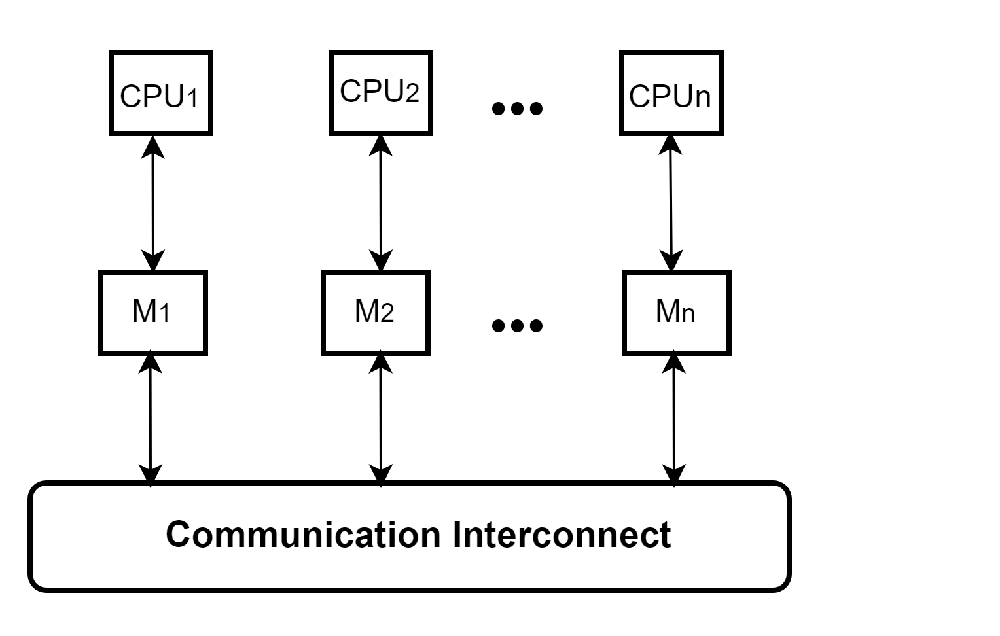 CPU1
CPU2
CPUn
M1
M2
Mn
Communication Interconnect